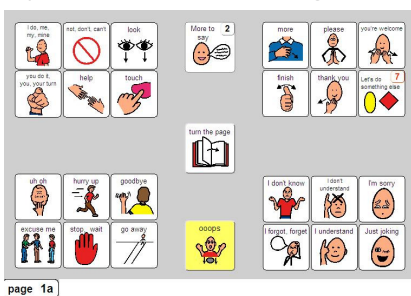 I do, me,
my, mine
not, don't, can't
look
More to
say
2
more
please
you're welcome
you do it,
you, your turn
help
touch
finish
thank you
Let's do
something else
7
turn the page
uh oh
hurry up
goodbye
I don't know
I don't
understand
I'm sorry
excuse me
stop, wait
go away
ooops
I forgot, forget
I understand
Just joking
page 1a